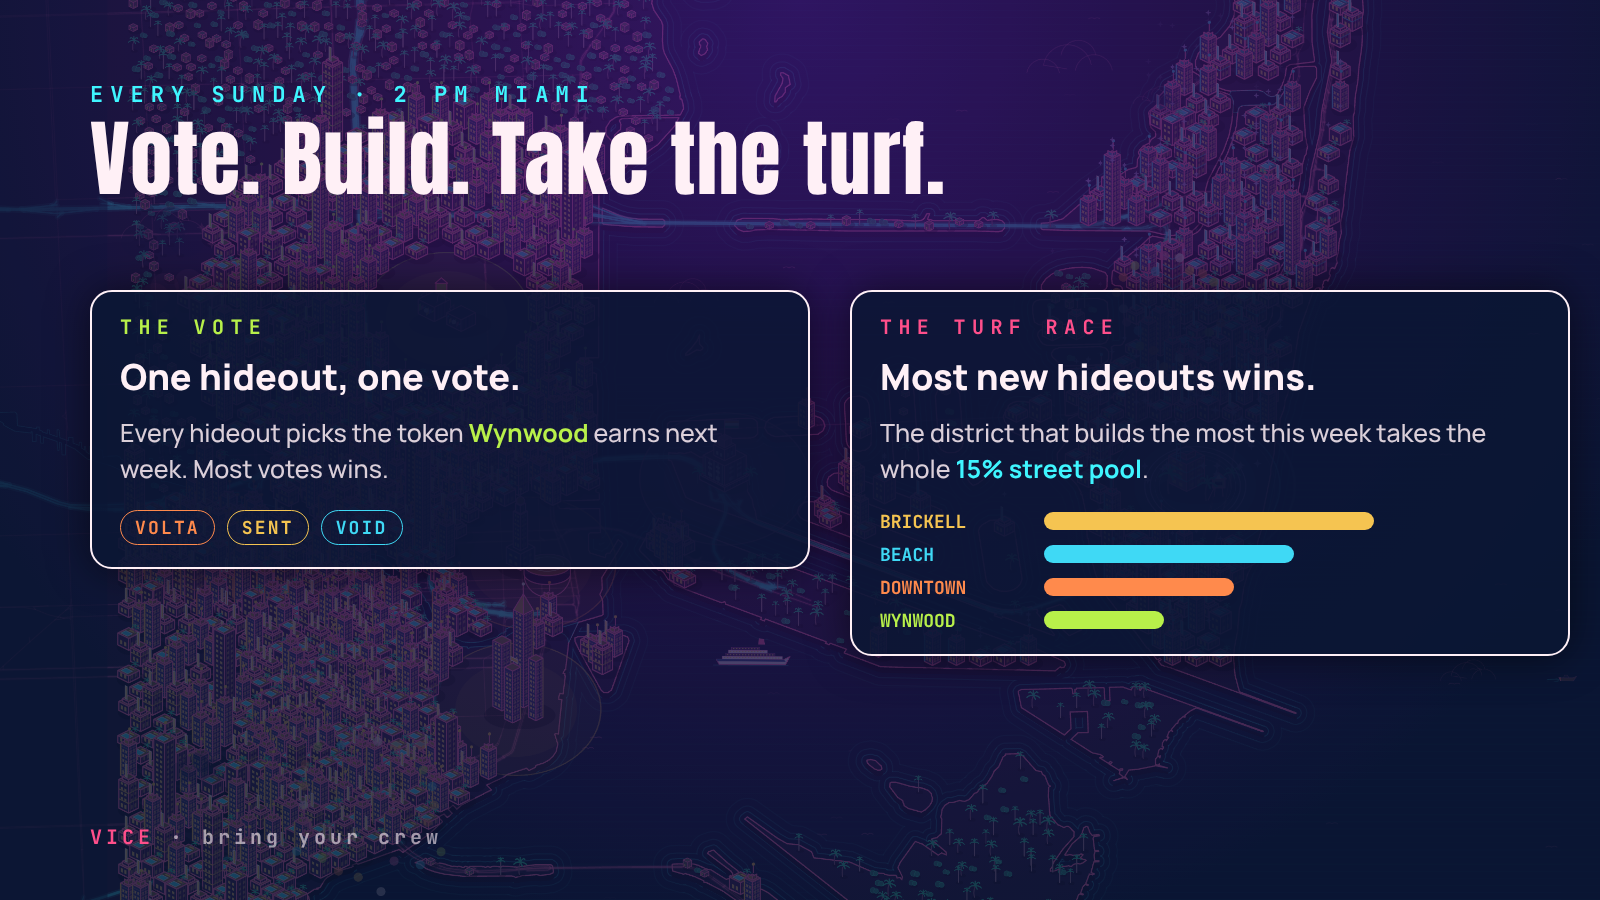 EVERY SUNDAY · 2 PM MIAMI
Vote. Build. Take the turf.
THE VOTE
One hideout, one vote.
Every hideout picks the token Wynwood earns next
week. Most votes wins.
VOLTA SENT VOID
THE TURF RACE
Most new hideouts wins.
The district that builds the most this week takes the
whole 15% street pool.
BRICKELL
BEACH
DOWNTOWN
WYNWOOD
VICE · bring your crew